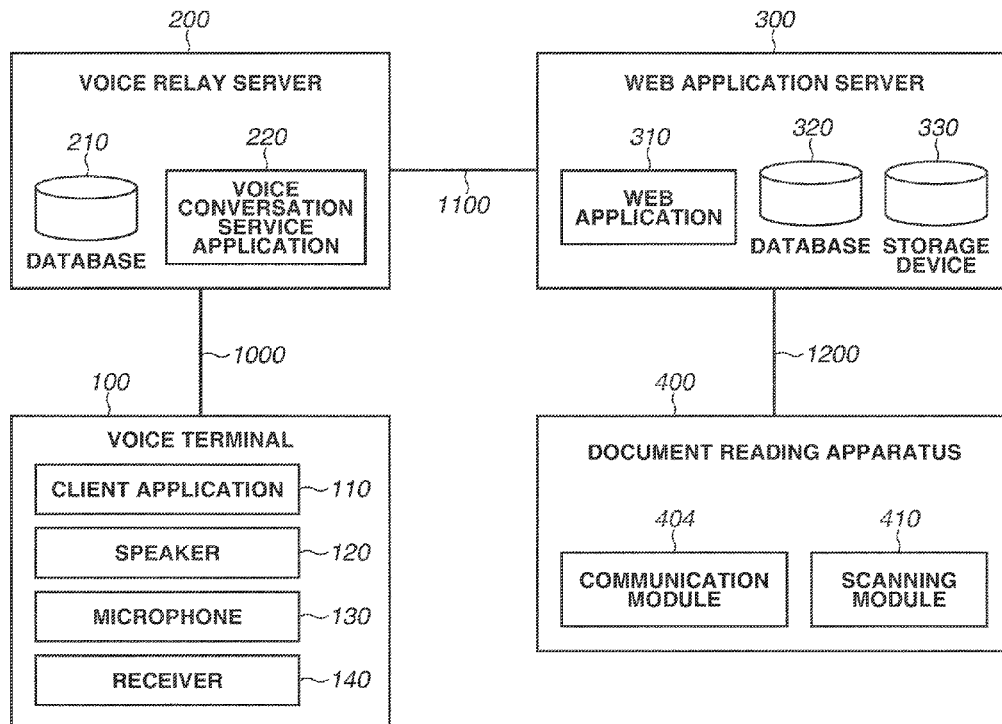 200
VOICE RELAY SERVER
210
220
VOICE
CONVERSATION
SERVICE
APPLICATION
DATABASE
1100
300
WEB APPLICATION SERVER
310
320
330
WEB
APPLICATION
DATABASE
STORAGE
DEVICE
1000
1200
100
VOICE TERMINAL
CLIENT APPLICATION
110
SPEAKER
120
MICROPHONE
130
RECEIVER
140
400
DOCUMENT READING APPARATUS
404
410
COMMUNICATION
MODULE
SCANNING
MODULE